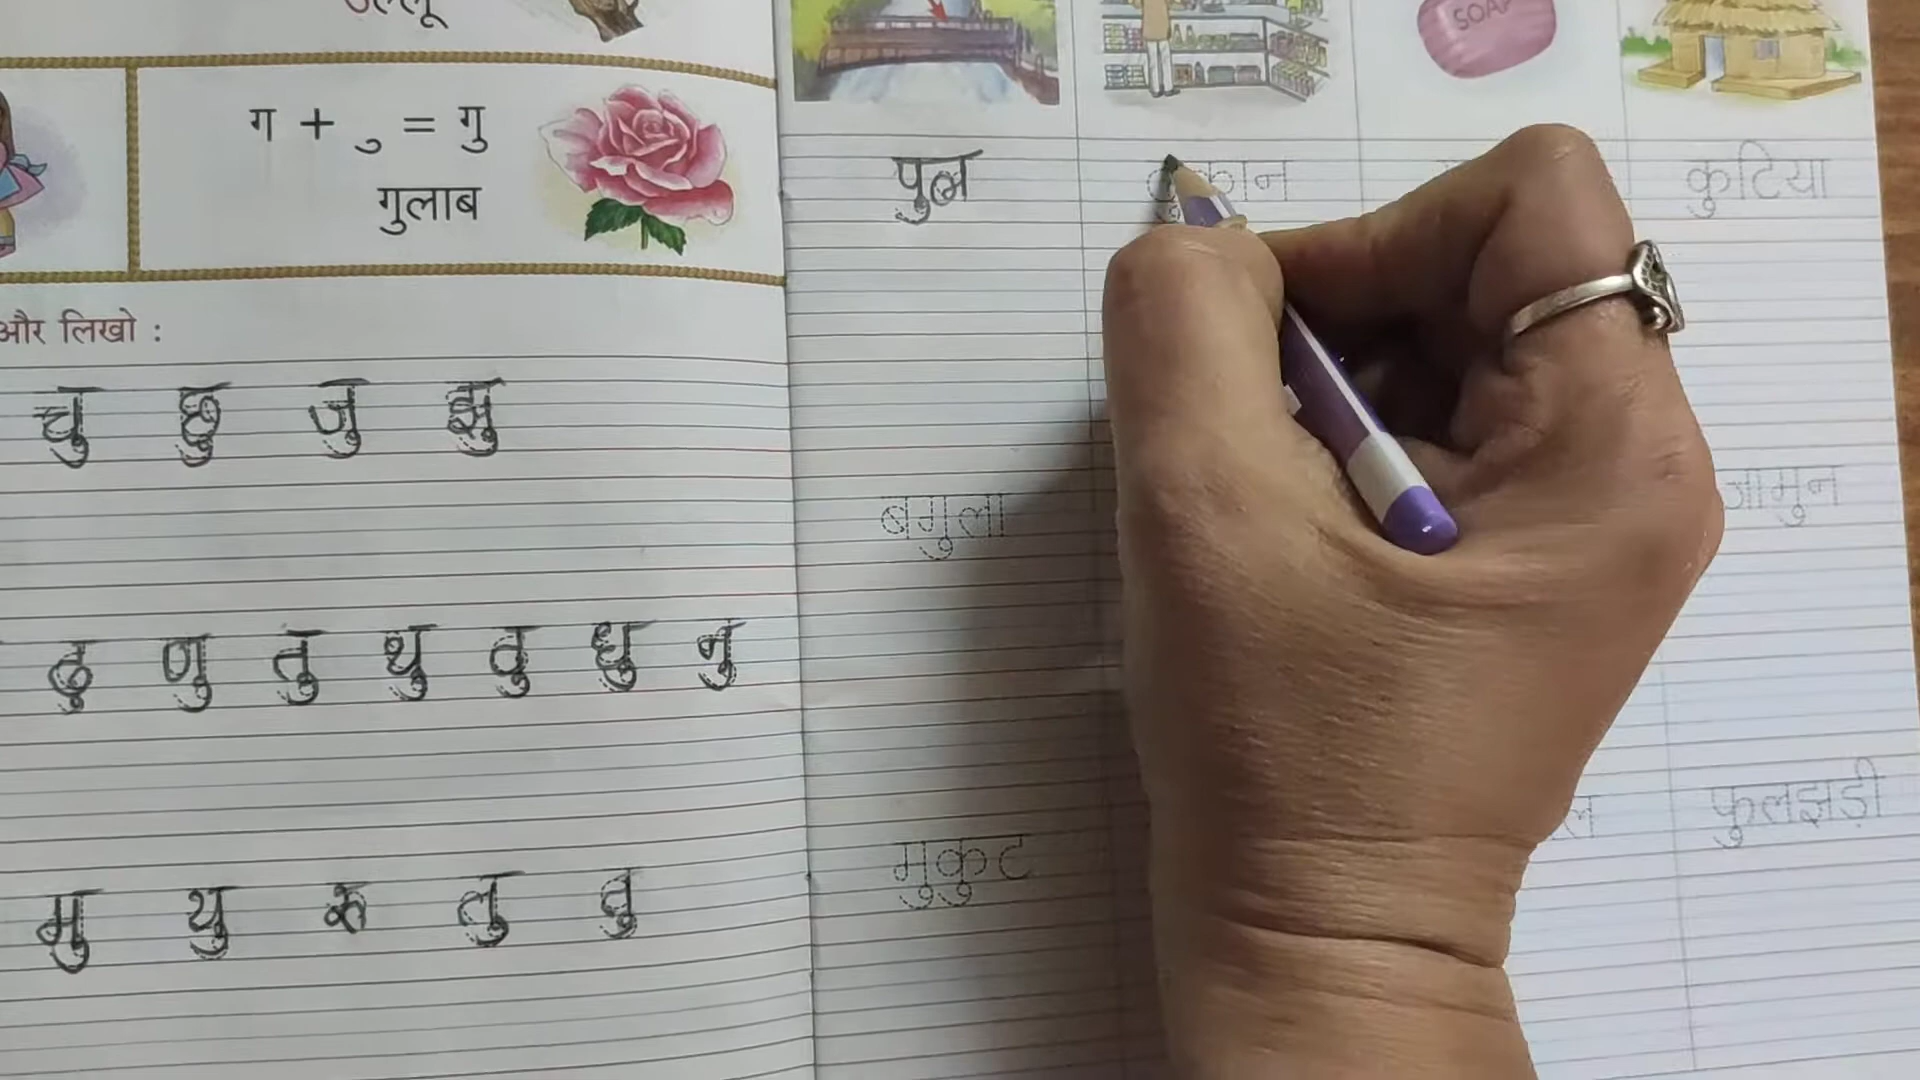 उल्लू
ग + ु = गु
गुलाब
और लिखो :
चु छु जु झु
ढु णु तु थु दु धु नु
मु यु रु लु वु
SOAP
पुल दुकान कुटिया
बगुला जामुन
मुकुट फुलझड़ी